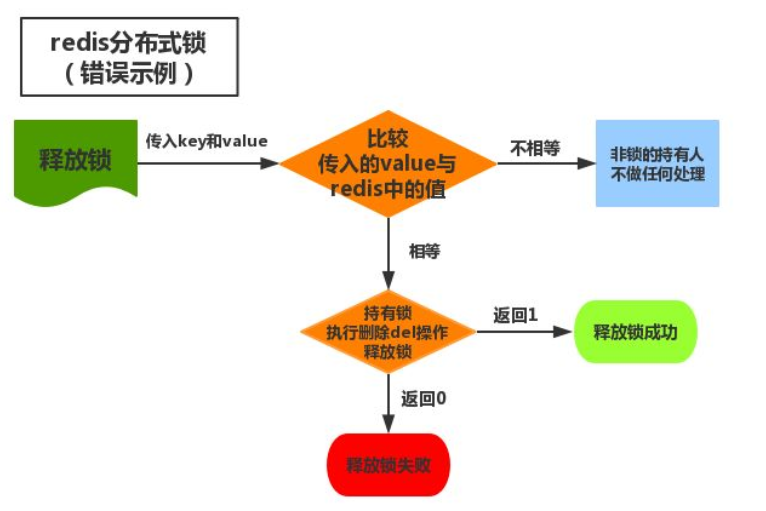 redis分布式锁
（错误示例）
释放锁
传入key和value
比较
传入的value与
redis中的值
不相等
非锁的持有人
不做任何处理
相等
持有锁
执行删除del操作
释放锁
返回1
释放锁成功
返回0
释放锁失败